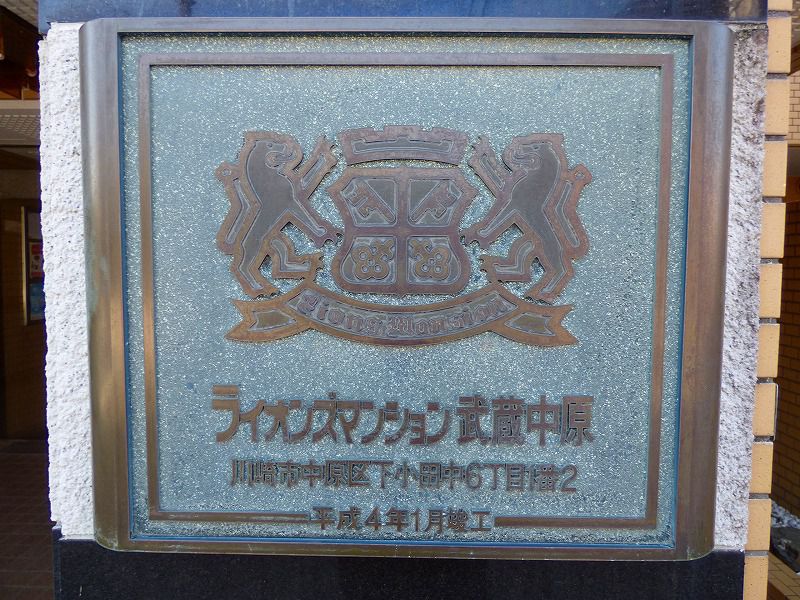 Lions Mansion
ライオンズマンション武蔵中原
川崎市中原区下小田中6丁目1番2
平成4年1月竣工